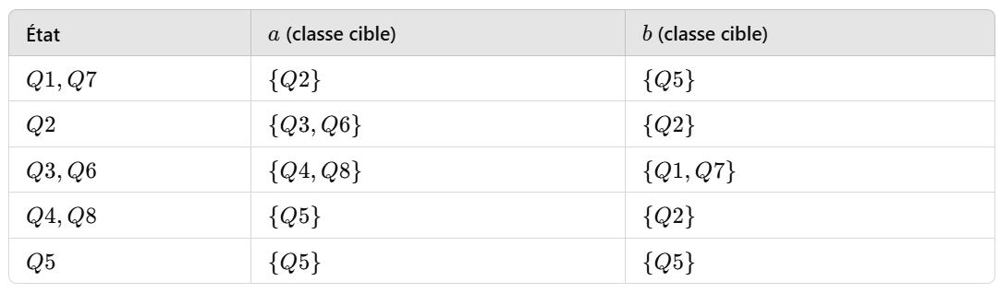 État a (classe cible) b (classe cible)
Q1, Q7 {Q2} {Q5}
Q2 {Q3, Q6} {Q2}
Q3, Q6 {Q4, Q8} {Q1, Q7}
Q4, Q8 {Q5} {Q2}
Q5 {Q5} {Q5}